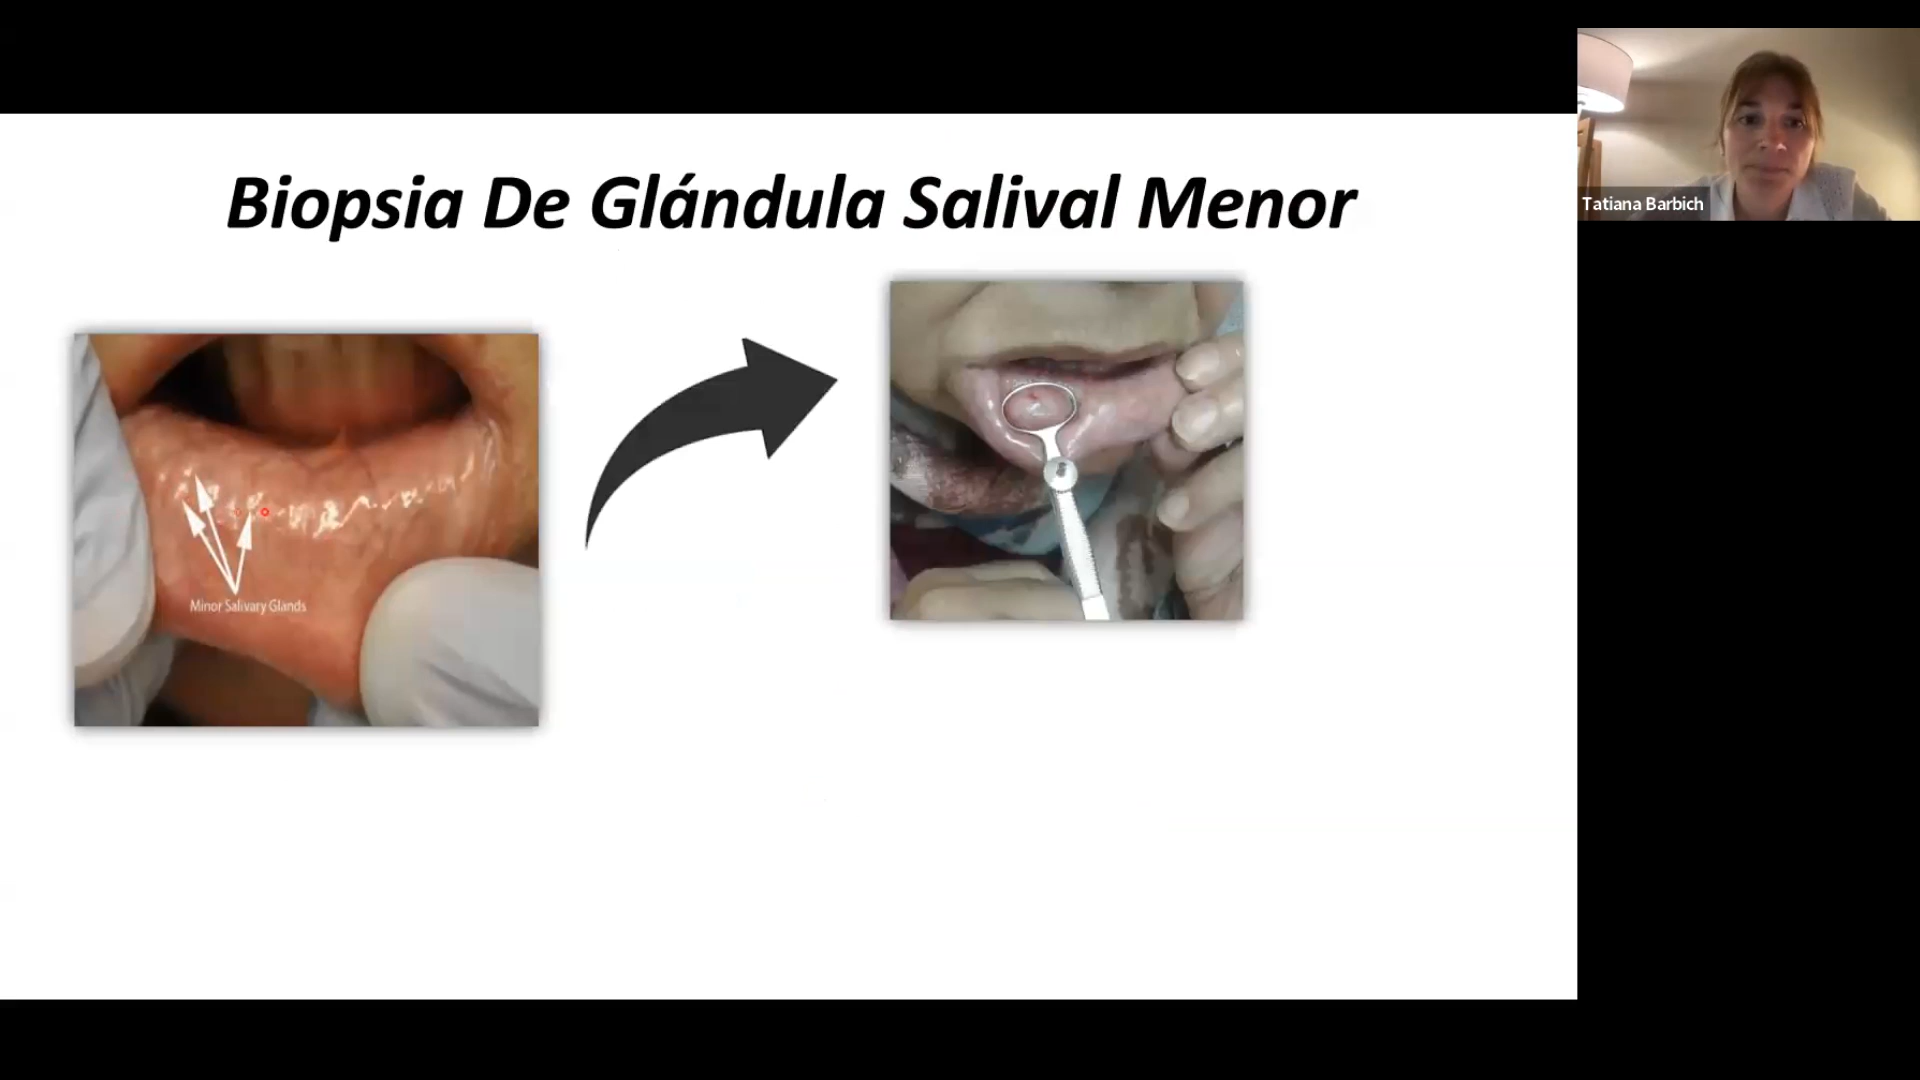 Biopsia De Glándula Salival Menor
Minor Salivary Glands
Tatiana Barbich